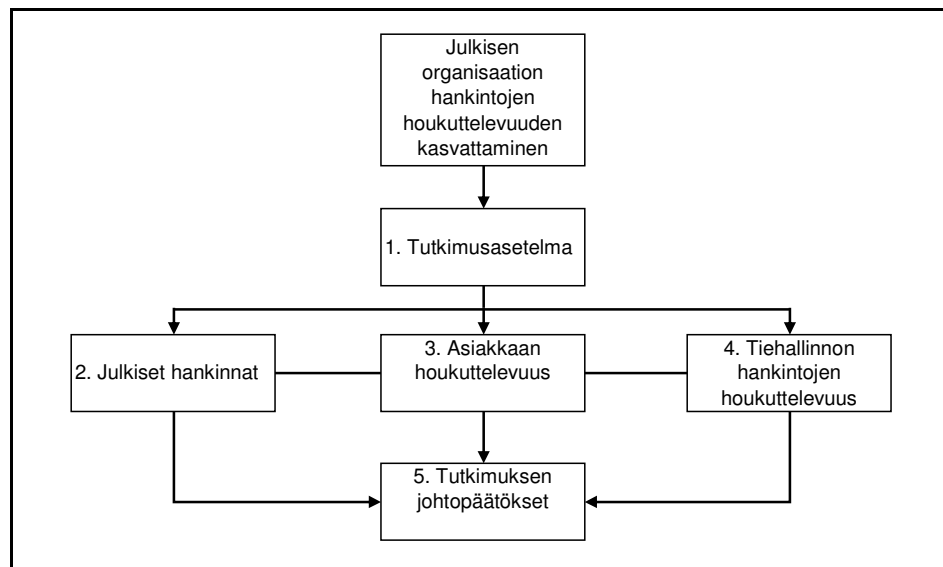 Julkisen
organisaation
hankintojen
houkuttelevuuden
kasvattaminen
1. Tutkimusasetelma
2. Julkiset hankinnat
3. Asiakkaan
houkuttelevuus
4. Tiehallinnon
hankintojen
houkuttelevuus
5. Tutkimuksen
johtopäätökset